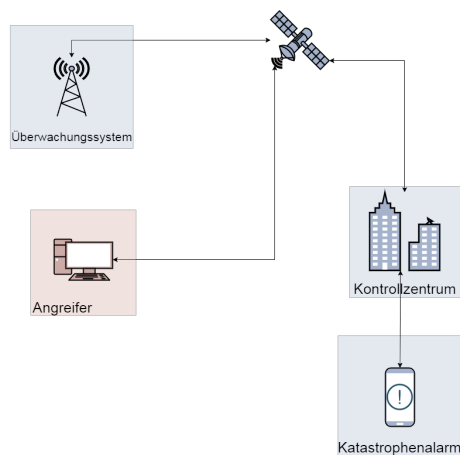 Überwachungssystem
Angreifer
Kontrollzentrum
!
Katastrophenalarm